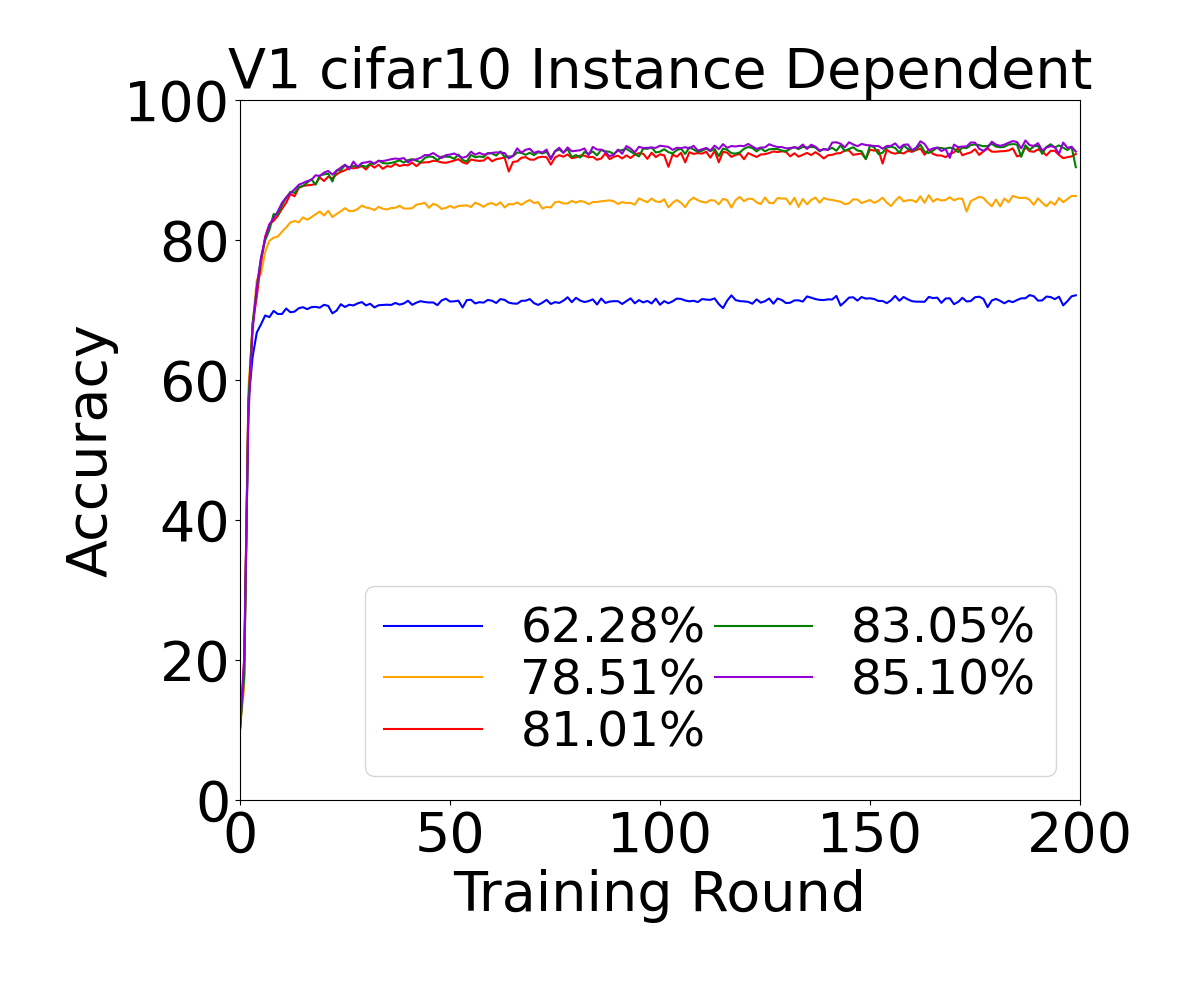 V1 cifar10 Instance Dependent
100
80
60
40
20
0
Accuracy
62.28%
78.51%
81.01%
83.05%
85.10%
0 50 100 150 200
Training Round